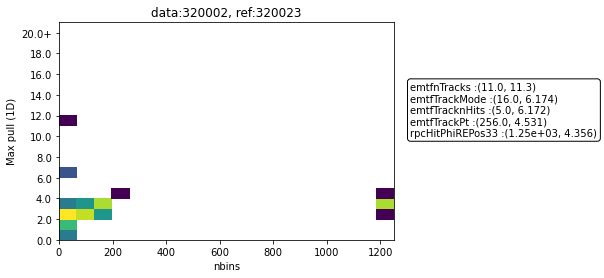 data:320002, ref:320023
20.0+
18.0
16.0
14.0
12.0
10.0
8.0
6.0
4.0
2.0
0.0
Max pull (1D)
0
200
400
600
800
1000
1200
nbins
emtfnTracks :(11.0, 11.3)
emtfTrackMode :(16.0, 6.174)
emtfTracknHits :(5.0, 6.172)
emtfTrackPt :(256.0, 4.531)
rpcHitPhiREPos33 :(1.25e+03, 4.356)